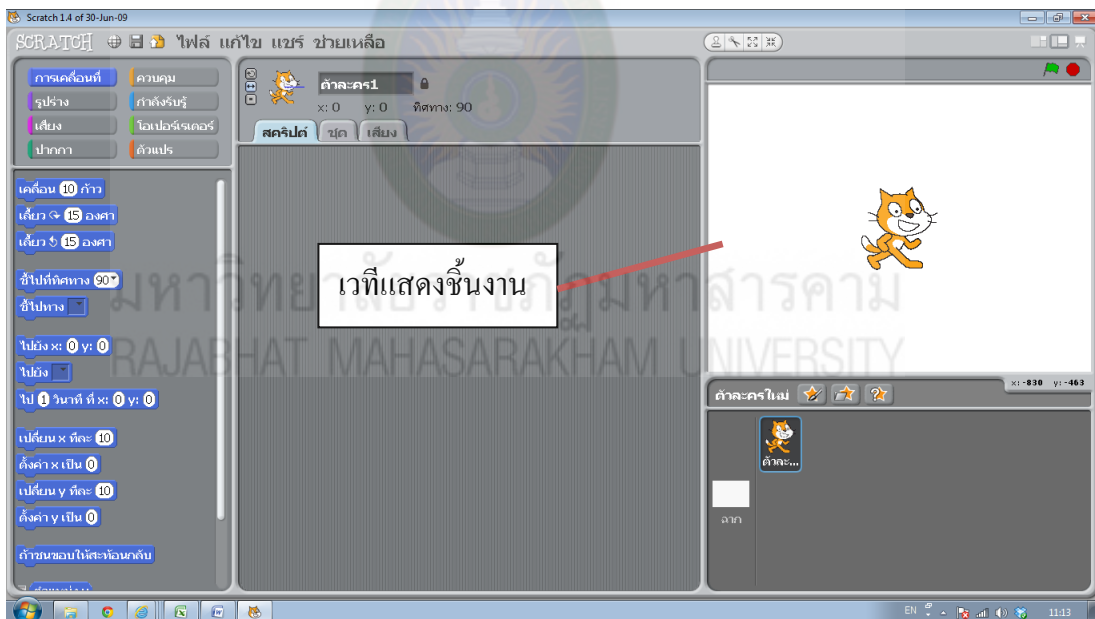 Scratch 1.4 of 30-Jun-09
SCRATCH ไฟล์ แก้ไข แชร์ ช่วยเหลือ
การเคลื่อนที่ ควบคุม
รูปร่าง กำลังรับรู้
เสียง โอเปอร์เรเตอร์
ปากกา ตัวแปร
ตัวละคร1
x: 0 y: 0 ทิศทาง: 90
สคริปต์ ชุด เสียง
เคลื่อน 10 ก้าว
เลี้ยว 15 องศา
เลี้ยว 15 องศา
ชี้ไปที่ทิศทาง 90
ชี้ไปทาง
ไปยัง x: 0 y: 0
ไปยัง
ไป 1 วินาที ที่ x: 0 y: 0
เปลี่ยน x ทีละ 10
ตั้งค่า x เป็น 0
เปลี่ยน y ทีละ 10
ตั้งค่า y เป็น 0
ถ้าชนขอบให้สะท้อนกลับ
เวทีแสดงชิ้นงาน
มหาวิทยาลัยราชภัฏมหาสารคาม
RAJABHAT MAHASARAKHAM UNIVERSITY
x: -830 y: -463
ตัวละครใหม่
ตัวละ...
ฉาก
EN 11:13